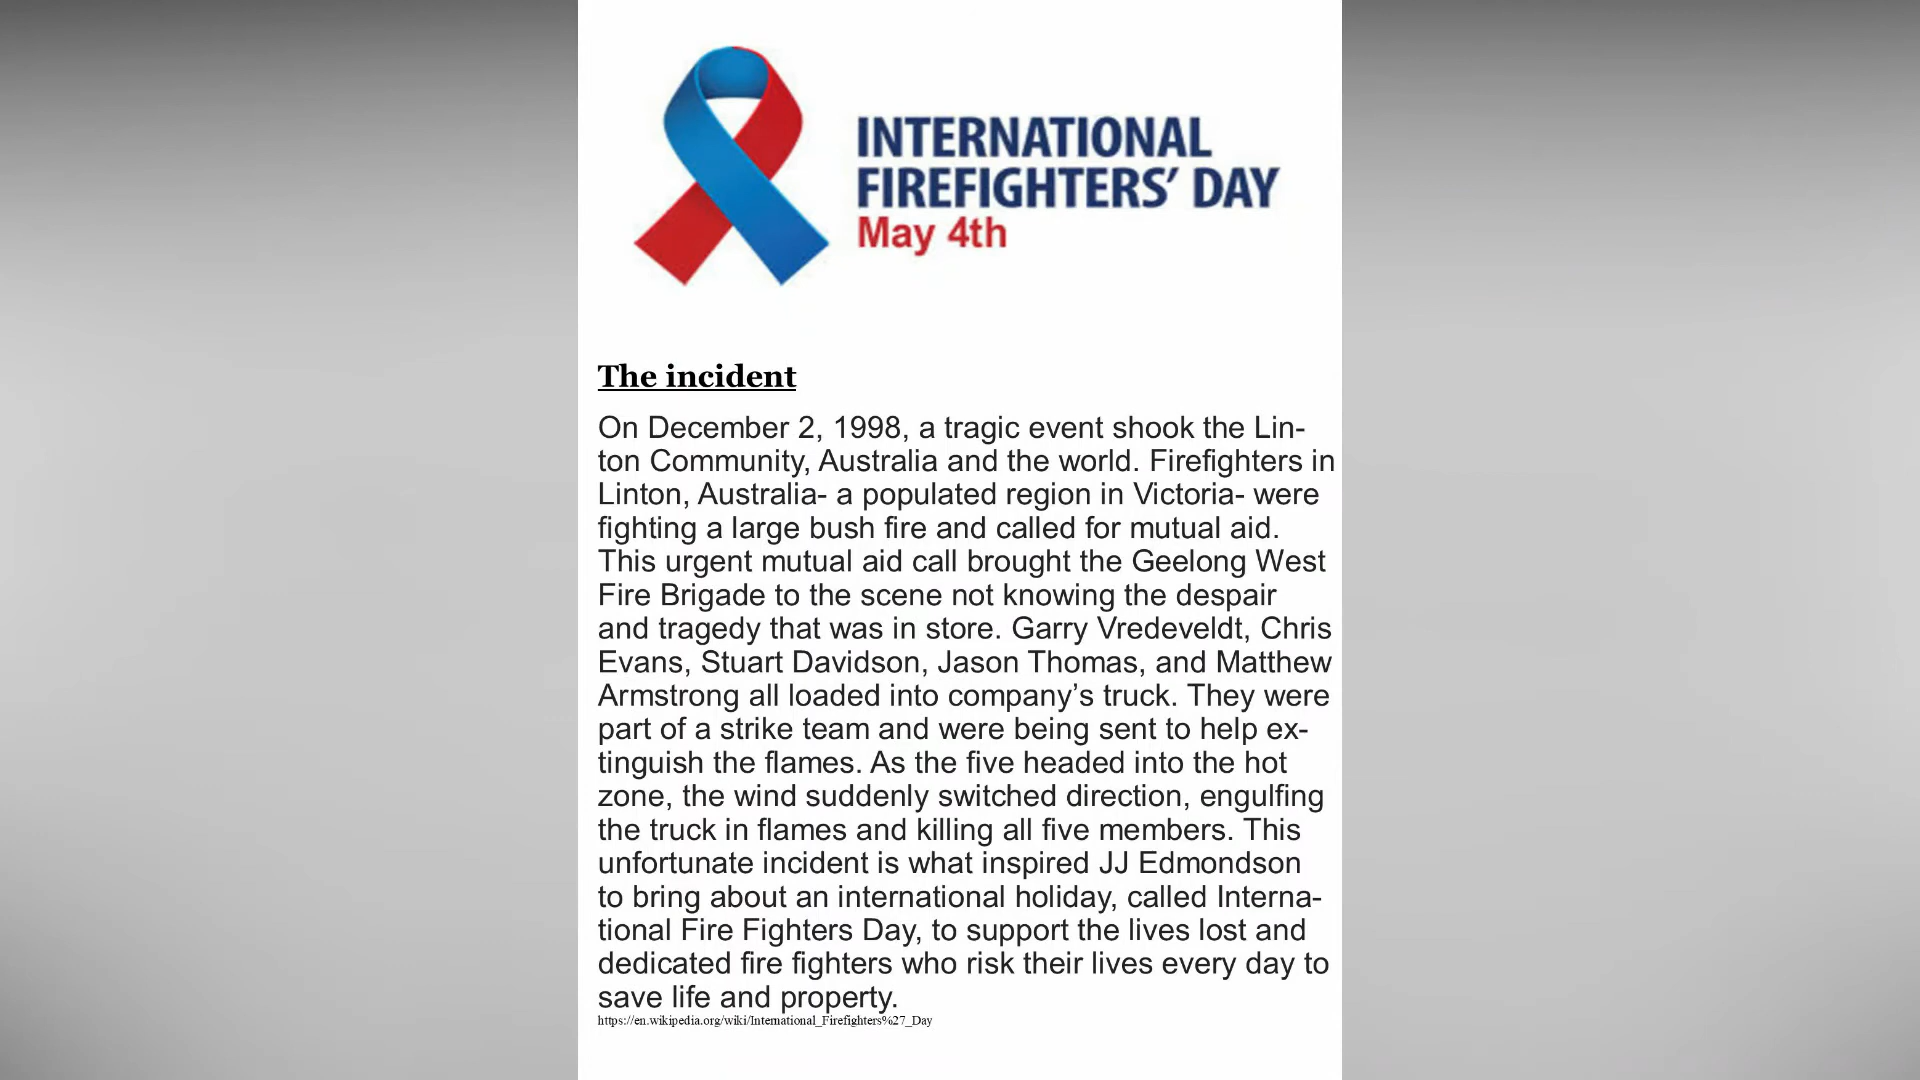 INTERNATIONAL
FIREFIGHTERS’ DAY
May 4th
The incident
On December 2, 1998, a tragic event shook the Lin-
ton Community, Australia and the world. Firefighters in
Linton, Australia- a populated region in Victoria- were
fighting a large bush fire and called for mutual aid.
This urgent mutual aid call brought the Geelong West
Fire Brigade to the scene not knowing the despair
and tragedy that was in store. Garry Vredeveldt, Chris
Evans, Stuart Davidson, Jason Thomas, and Matthew
Armstrong all loaded into company’s truck. They were
part of a strike team and were being sent to help ex-
tinguish the flames. As the five headed into the hot
zone, the wind suddenly switched direction, engulfing
the truck in flames and killing all five members. This
unfortunate incident is what inspired JJ Edmondson
to bring about an international holiday, called Interna-
tional Fire Fighters Day, to support the lives lost and
dedicated fire fighters who risk their lives every day to
save life and property.
https://en.wikipedia.org/wiki/International_Firefighters%27_Day